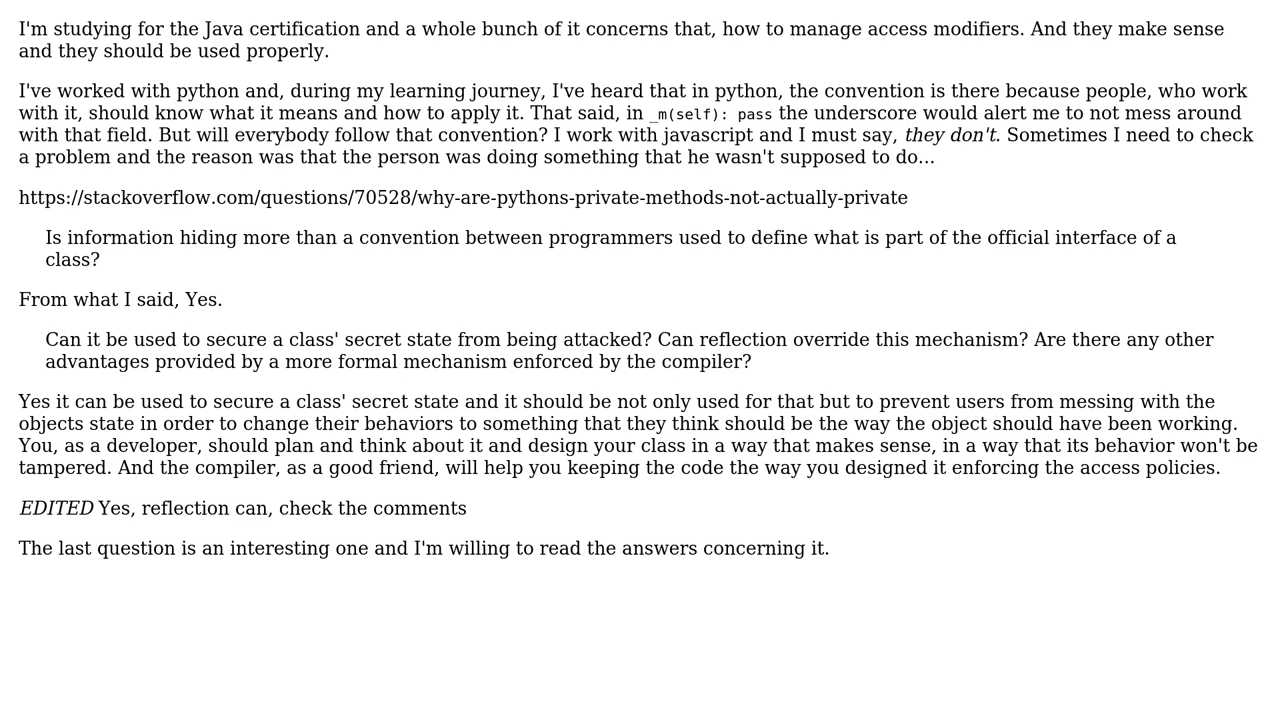 I'm studying for the Java certification and a whole bunch of it concerns that, how to manage access modifiers. And they make sense
and they should be used properly.
I've worked with python and, during my learning journey, I've heard that in python, the convention is there because people, who work
with it, should know what it means and how to apply it. That said, in _m(self): pass the underscore would alert me to not mess around
with that field. But will everybody follow that convention? I work with javascript and I must say, they don't. Sometimes I need to check
a problem and the reason was that the person was doing something that he wasn't supposed to do...
https://stackoverflow.com/questions/70528/why-are-pythons-private-methods-not-actually-private
Is information hiding more than a convention between programmers used to define what is part of the official interface of a
class?
From what I said, Yes.
Can it be used to secure a class' secret state from being attacked? Can reflection override this mechanism? Are there any other
advantages provided by a more formal mechanism enforced by the compiler?
Yes it can be used to secure a class' secret state and it should be not only used for that but to prevent users from messing with the
objects state in order to change their behaviors to something that they think should be the way the object should have been working.
You, as a developer, should plan and think about it and design your class in a way that makes sense, in a way that its behavior won't be
tampered. And the compiler, as a good friend, will help you keeping the code the way you designed it enforcing the access policies.
EDITED Yes, reflection can, check the comments
The last question is an interesting one and I'm willing to read the answers concerning it.